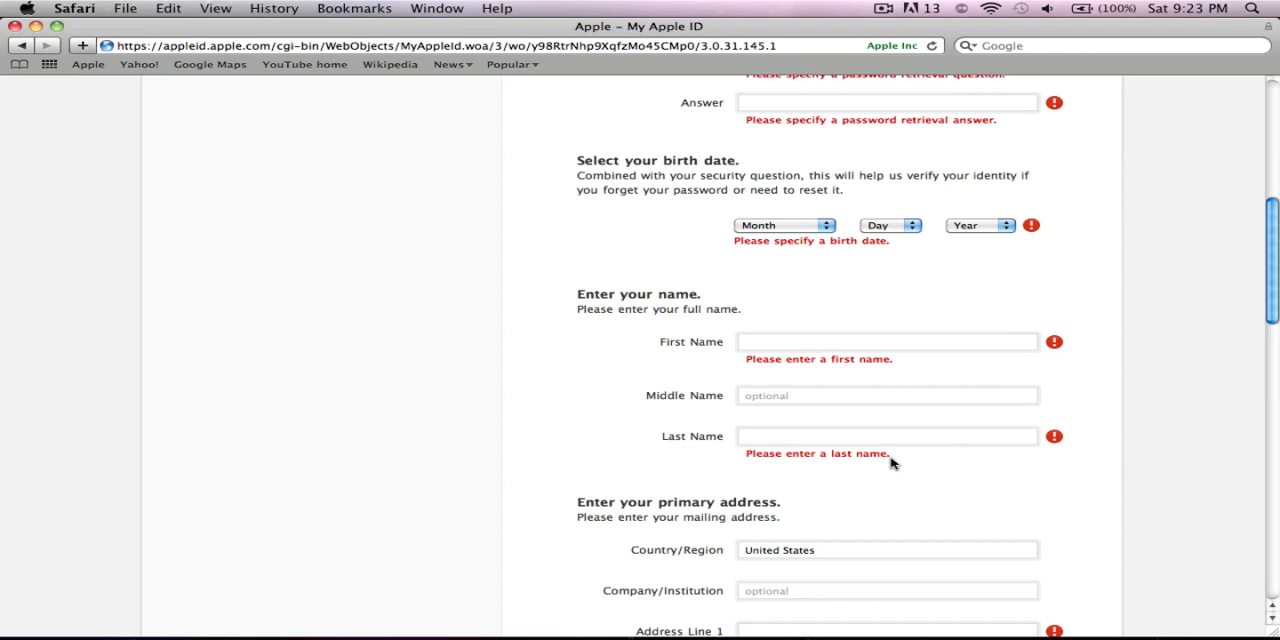 Safari File Edit View History Bookmarks Window Help 13 (100%) Sat 9:23 PM
Apple – My Apple ID
https://appleid.apple.com/cgi-bin/WebObjects/MyAppleId.woa/3/wo/y98RtrNhp9XqfzMo45CMp0/3.0.31.145.1 Apple Inc Google
Apple Yahoo! Google Maps YouTube home Wikipedia News Popular
Please specify a password retrieval question.
Answer
Please specify a password retrieval answer.
Select your birth date.
Combined with your security question, this will help us verify your identity if
you forget your password or need to reset it.
Month Day Year
Please specify a birth date.
Enter your name.
Please enter your full name.
First Name
Please enter a first name.
Middle Name optional
Last Name
Please enter a last name.
Enter your primary address.
Please enter your mailing address.
Country/Region United States
Company/Institution optional
Address Line 1